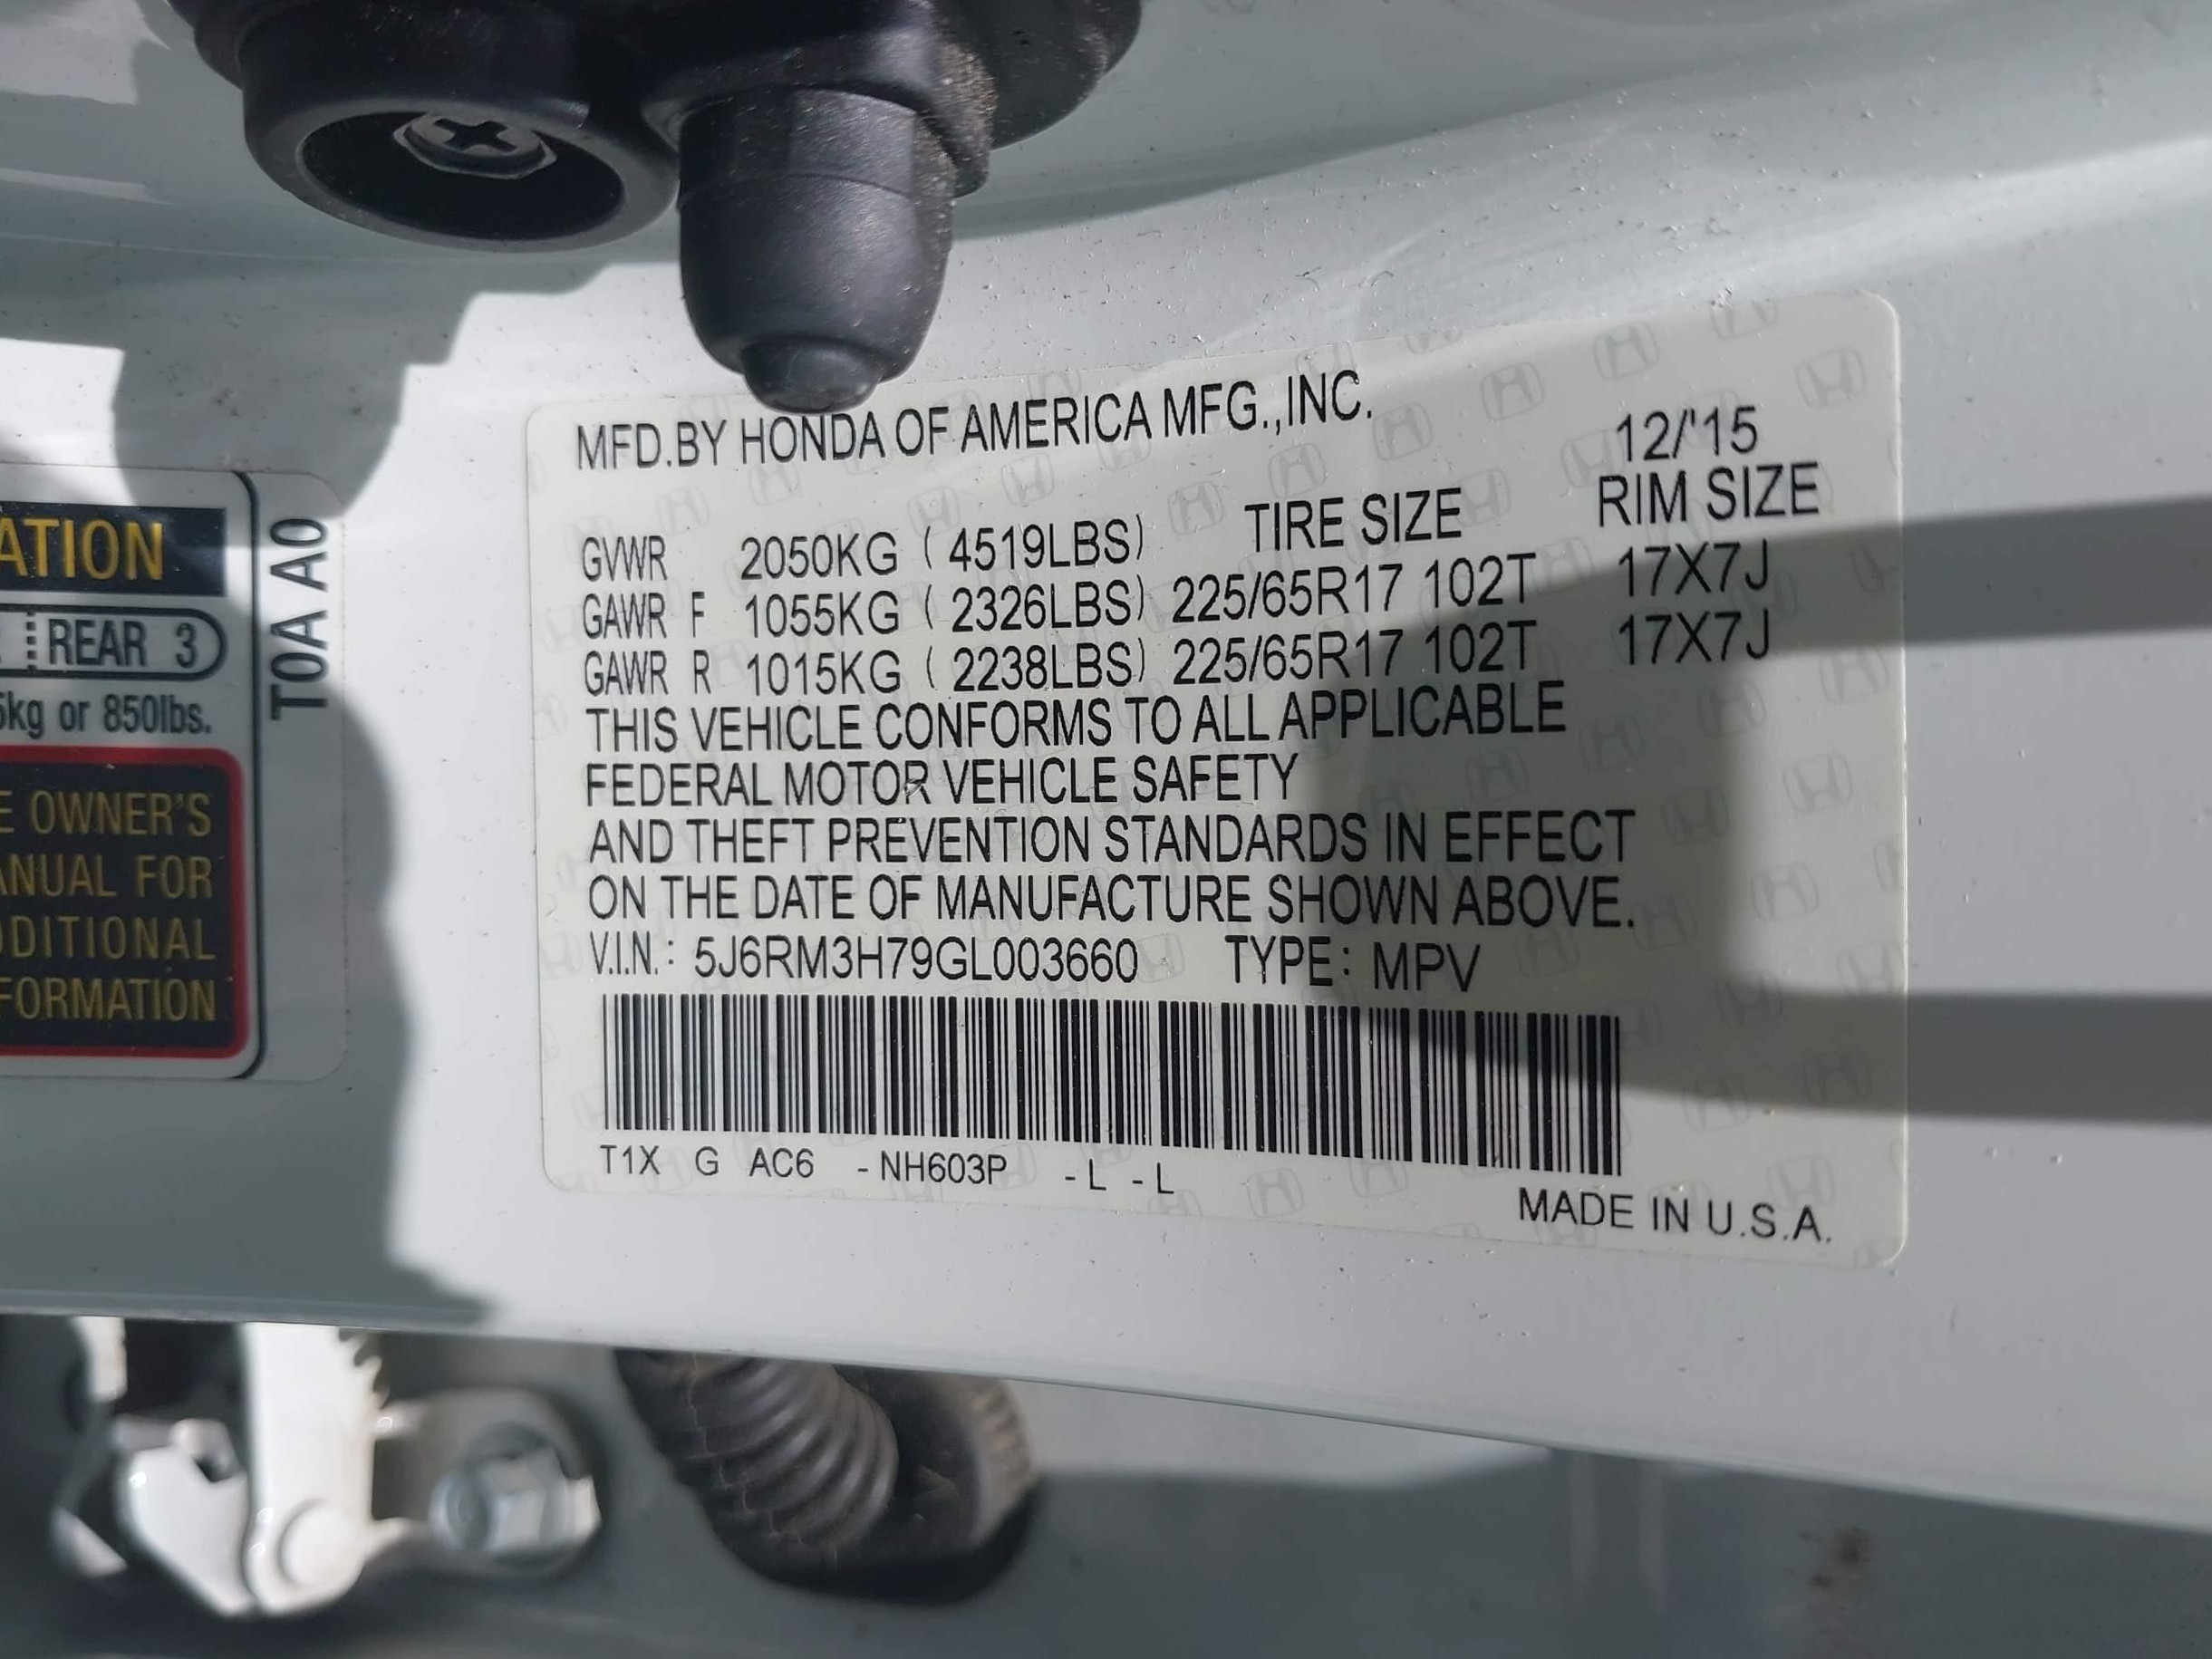 MFD.BY HONDA OF AMERICA MFG.,INC.
12/'15
GVWR 2050KG ( 4519LBS) TIRE SIZE RIM SIZE
GAWR F 1055KG ( 2326LBS) 225/65R17 102T 17X7J
GAWR R 1015KG ( 2238LBS) 225/65R17 102T 17X7J
THIS VEHICLE CONFORMS TO ALL APPLICABLE
FEDERAL MOTOR VEHICLE SAFETY
AND THEFT PREVENTION STANDARDS IN EFFECT
ON THE DATE OF MANUFACTURE SHOWN ABOVE.
V.I.N.: 5J6RM3H79GL003660 TYPE: MPV
T1X G AC6 -NH603P -L -L
MADE IN U.S.A.
ATION
REAR 3
5kg or 850lbs.
E OWNER'S
ANUAL FOR
DDITIONAL
FORMATION
T0A A0